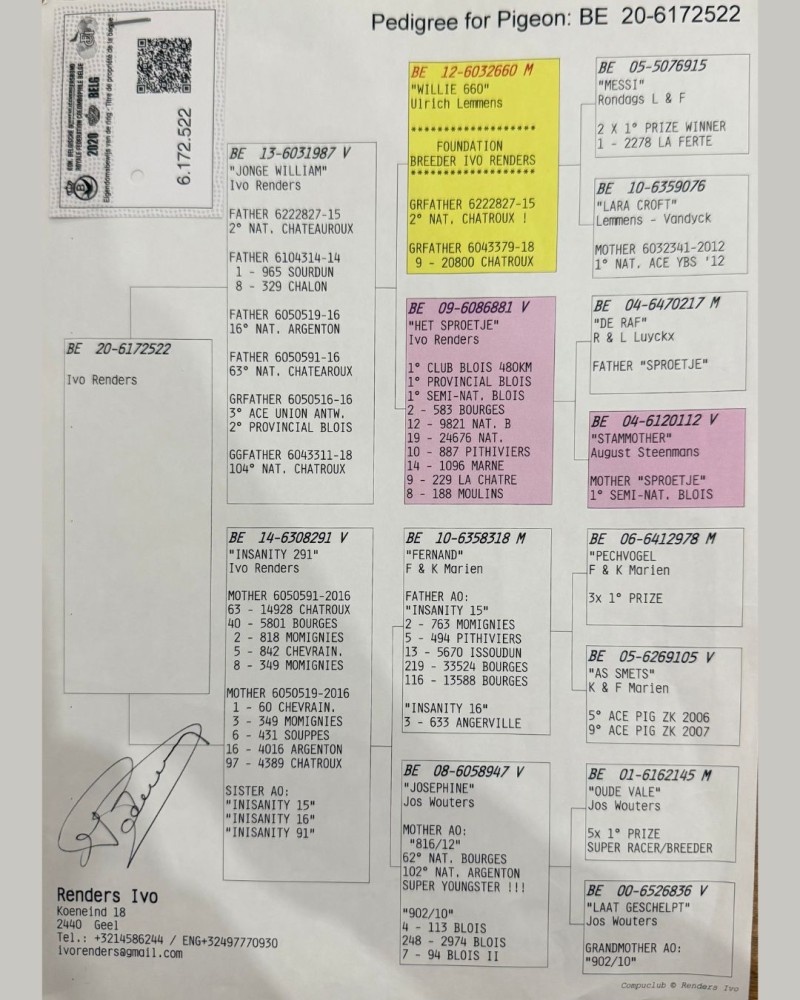 Pedigree for Pigeon: BE 20-6172522
KON. BELGISCHE DUIVENBOND
ROYALE FEDERATION COLOMBOPHILE BELGE
2020 BELG
Eigendomsbewijs van de ring - Titre de propriété de la bague
6.172.522
BE 20-6172522
Ivo Renders
BE 13-6031987 V
"JONGE WILLIAM"
Ivo Renders
FATHER 6222827-15
2° NAT. CHATEAUROUX
FATHER 6104314-14
1 - 965 SOURDUN
8 - 329 CHALON
FATHER 6050519-16
16° NAT. ARGENTON
FATHER 6050591-16
63° NAT. CHATEAROUX
GRFATHER 6050516-16
3° ACE UNION ANTW.
2° PROVINCIAL BLOIS
GGFATHER 6043311-18
104° NAT. CHATROUX
BE 14-6308291 V
"INSANITY 291"
Ivo Renders
MOTHER 6050591-2016
63 - 14928 CHATROUX
40 - 5801 BOURGES
2 - 818 MOMIGNIES
5 - 842 CHEVRAIN.
8 - 349 MOMIGNIES
MOTHER 6050519-2016
1 - 60 CHEVRAIN.
3 - 349 MOMIGNIES
6 - 431 SOUPPES
16 - 4016 ARGENTON
97 - 4389 CHATROUX
SISTER AO:
"INISANITY 15"
"INISANITY 16"
"INISANITY 91"
BE 12-6032660 M
"WILLIE 660"
Ulrich Lemmens
*******************
FOUNDATION
BREEDER IVO RENDERS
*******************
GRFATHER 6222827-15
2° NAT. CHATROUX !
GRFATHER 6043379-18
9 - 20800 CHATROUX
BE 09-6086881 V
"HET SPROETJE"
Ivo Renders
1° CLUB BLOIS 480KM
1° PROVINCIAL BLOIS
1° SEMI-NAT. BLOIS
2 - 583 BOURGES
12 - 9821 NAT. B
19 - 24676 NAT.
10 - 887 PITHIVIERS
14 - 1096 MARNE
9 - 229 LA CHATRE
8 - 188 MOULINS
BE 10-6358318 M
"FERNAND"
F & K Marien
FATHER AO:
"INSANITY 15"
2 - 763 MOMIGNIES
5 - 494 PITHIVIERS
13 - 5670 ISSOUDUN
219 - 33524 BOURGES
116 - 13588 BOURGES
"INSANITY 16"
3 - 633 ANGERVILLE
BE 08-6058947 V
"JOSEPHINE"
Jos Wouters
MOTHER AO:
"816/12"
62° NAT. BOURGES
102° NAT. ARGENTON
SUPER YOUNGSTER !!!
"902/10"
4 - 113 BLOIS
248 - 2974 BLOIS
7 - 94 BLOIS II
BE 05-5076915
"MESSI"
Rondags L & F
2 X 1° PRIZE WINNER
1 - 2278 LA FERTE
BE 10-6359076
"LARA CROFT"
Lemmens - Vandyck
MOTHER 6032341-2012
1° NAT. ACE YBS '12
BE 04-6470217 M
"DE RAF"
R & L Luyckx
FATHER "SPROETJE"
BE 04-6120112 V
"STAMMOTHER"
August Steenmans
MOTHER "SPROETJE"
1° SEMI-NAT. BLOIS
BE 06-6412978 M
"PECHVOGEL
F & K Marien
3x 1° PRIZE
BE 05-6269105 V
"AS SMETS"
K & F Marien
5° ACE PIG ZK 2006
9° ACE PIG ZK 2007
BE 01-6162145 M
"OUDE VALE"
Jos Wouters
5x 1° PRIZE
SUPER RACER/BREEDER
BE 00-6526836 V
"LAAT GESCHELPT"
Jos Wouters
GRANDMOTHER AO:
"902/10"
Renders Ivo
Koeneind 18
2440 Geel
Tel.: +3214586244 / ENG+32497770930
ivorenders@gmail.com
Compuclub © Renders Ivo